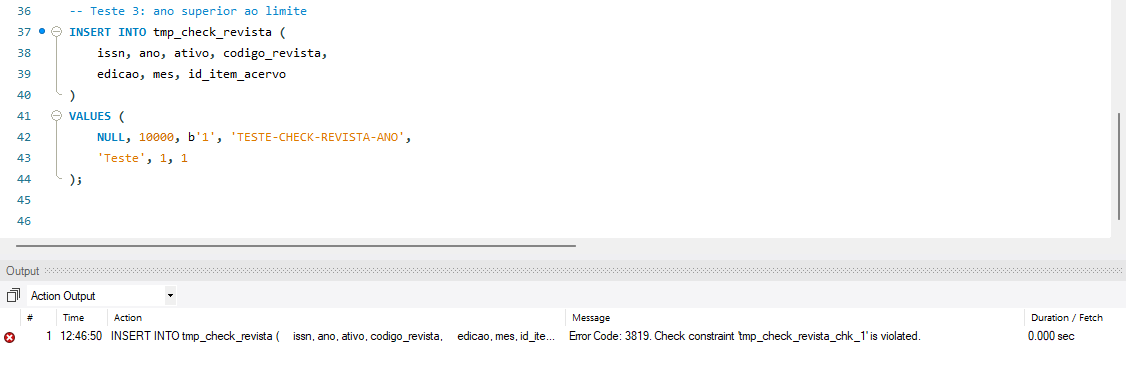 36 -- Teste 3: ano superior ao limite
37 INSERT INTO tmp_check_revista (
38 issn, ano, ativo, codigo_revista,
39 edicao, mes, id_item_acervo
40 )
41 VALUES (
42 NULL, 10000, b'1', 'TESTE-CHECK-REVISTA-ANO',
43 'Teste', 1, 1
44 );
45
46
Output
Action Output
# Time Action Message Duration / Fetch
1 12:46:50 INSERT INTO tmp_check_revista ( issn, ano, ativo, codigo_revista, edicao, mes, id_ite... Error Code: 3819. Check constraint 'tmp_check_revista_chk_1' is violated. 0.000 sec